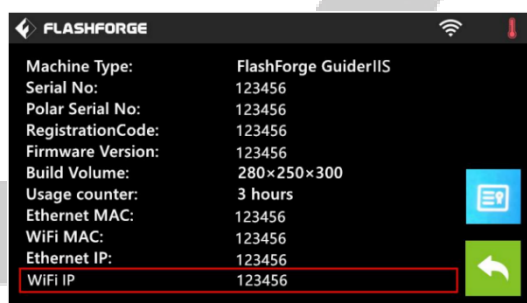 FLASHFORGE
Machine Type: FlashForge GuiderIIS
Serial No: 123456
Polar Serial No: 123456
RegistrationCode: 123456
Firmware Version: 123456
Build Volume: 280×250×300
Usage counter: 3 hours
Ethernet MAC: 123456
WiFi MAC: 123456
Ethernet IP: 123456
WiFi IP 123456